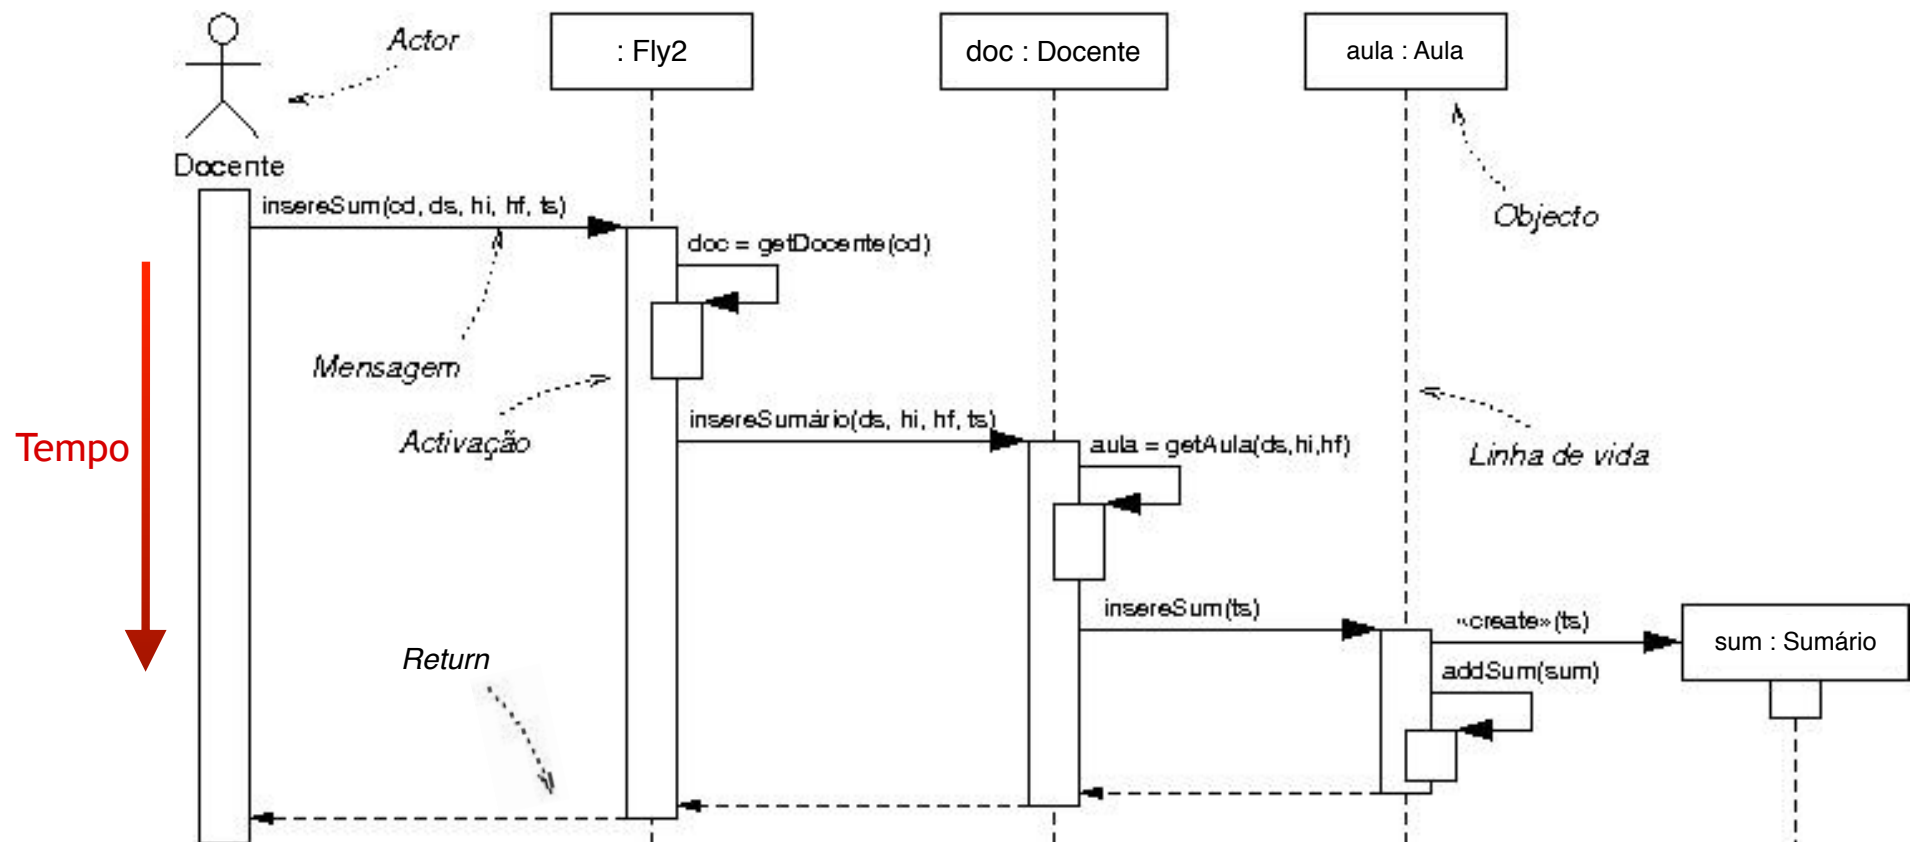 Actor
: Fly2
doc : Docente
aula : Aula
Docente
insereSum(cd, ds, hi, hf, ts)
Objecto
doc = getDocente(cd)
Mensagem
insereSumário(ds, hi, hf, ts)
Activação
Tempo
aula = getAula(ds,hi,hf)
Linha de vida
insereSum(ts)
«create»(ts)
sum : Sumário
Return
addSum(sum)